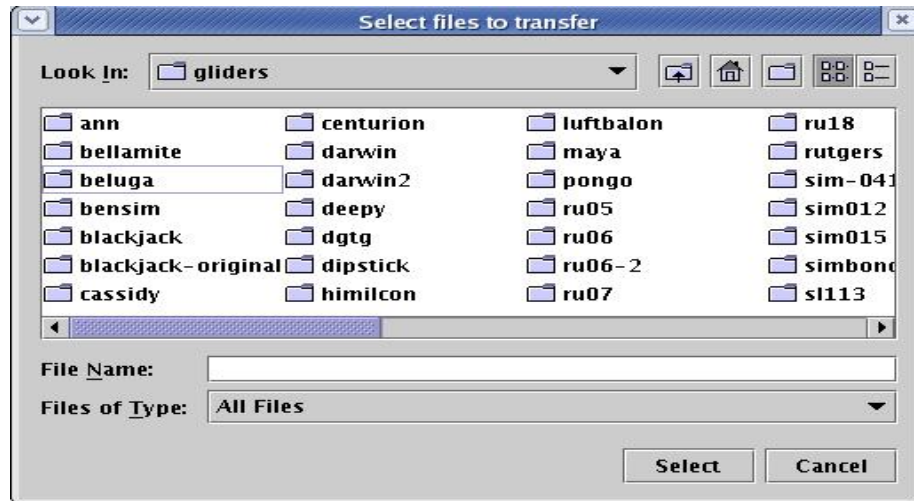 Select files to transfer
Look In: gliders
ann centurion luftbalon ru18
bellamite darwin maya rutgers
beluga darwin2 pongo sim-041
bensim deepy ru05 sim012
blackjack dgtg ru06 sim015
blackjack-original dipstick ru06-2 simbond
cassidy himilcon ru07 sl113
File Name:
Files of Type: All Files
Select Cancel